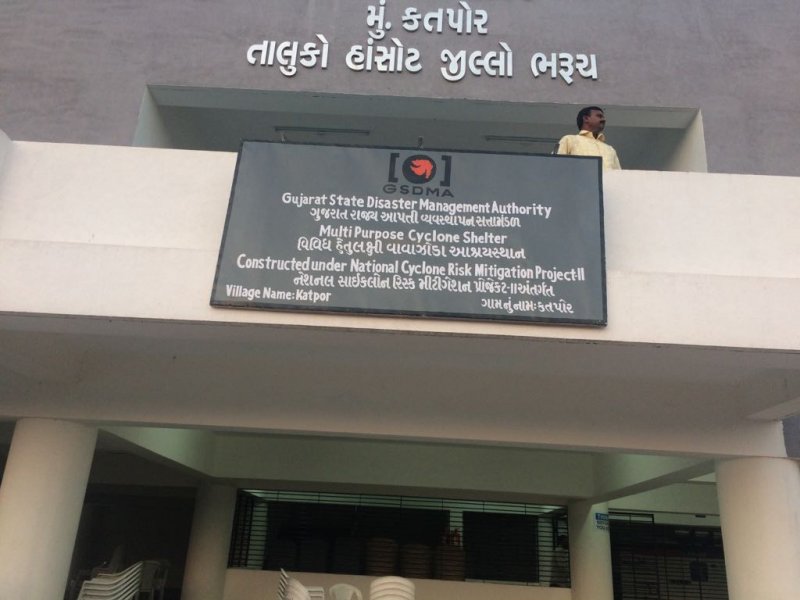 મું. કતપોર
તાલુકો હાંસોટ જીલ્લો ભરૂચ
GSDMA
Gujarat State Disaster Management Authority
ગુજરાત રાજ્ય આપતી વ્યવસ્થાપન સત્તામંડળ
Multi Purpose Cyclone Shelter
વિવિધ હેતુલક્ષી વાવાઝોડા આશ્રયસ્થાન
Constructed under National Cyclone Risk Mitigation Project-II
નેશનલ સાઈકલોન રિસ્ક મીટીગેશન પ્રોજેક્ટ-II અંતર્ગત
Village Name: Katpor
ગામનું નામ: કતપોર